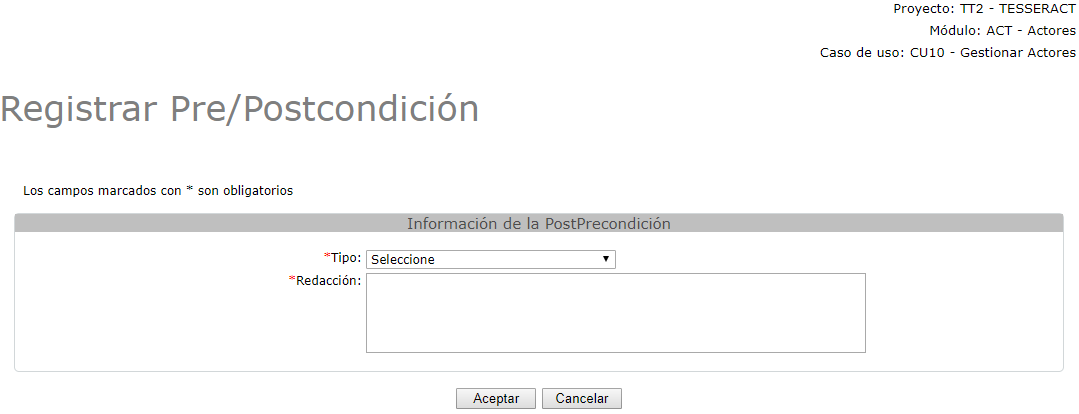 Proyecto: TT2 - TESSERACT
Módulo: ACT - Actores
Caso de uso: CU10 - Gestionar Actores
Registrar Pre/Postcondición
Los campos marcados con * son obligatorios
Información de la PostPrecondición
*Tipo: Seleccione
*Redacción:
Aceptar Cancelar